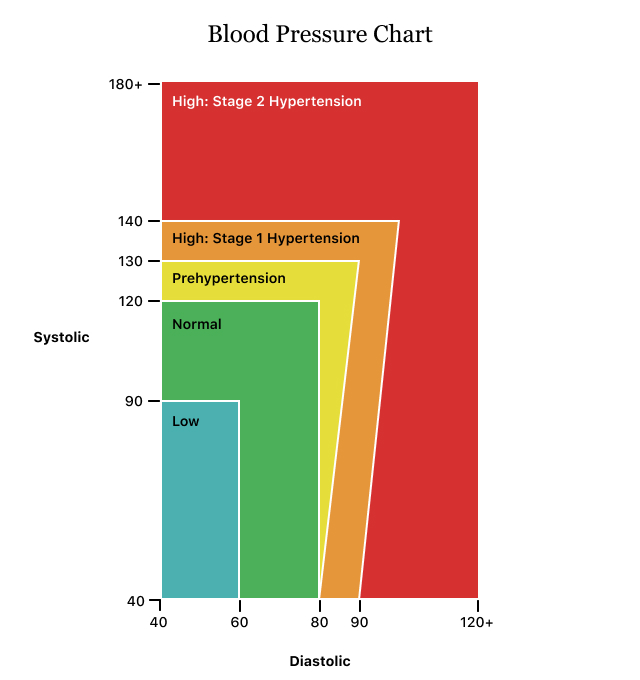 Blood Pressure Chart
180+
High: Stage 2 Hypertension
140
High: Stage 1 Hypertension
130
Prehypertension
120
Normal
Systolic
90
Low
40
40 60 80 90 120+
Diastolic